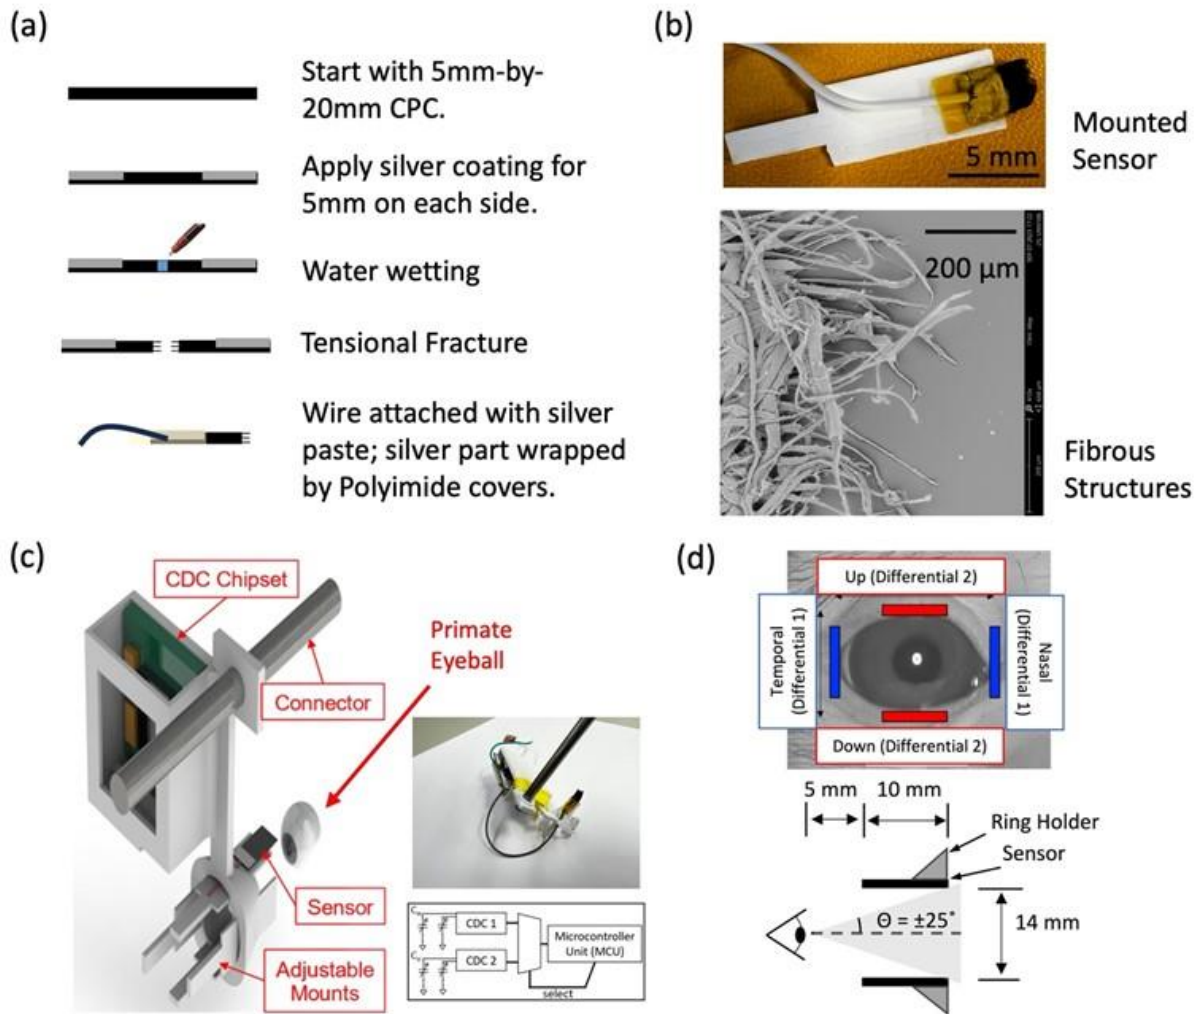 (a)
Start with 5mm-by-
20mm CPC.
Apply silver coating for
5mm on each side.
Water wetting
Tensional Fracture
Wire attached with silver
paste; silver part wrapped
by Polyimide covers.
(b)
5 mm
Mounted
Sensor
200 µm
Fibrous
Structures
(c)
CDC Chipset
Connector
Primate
Eyeball
Sensor
Adjustable
Mounts
CDC 1
CDC 2
Microcontroller
Unit (MCU)
select
(d)
Up (Differential 2)
Temporal
(Differential 1)
Nasal
(Differential 1)
Down (Differential 2)
5 mm
10 mm
Ring Holder
Sensor
Θ = ±25˚
14 mm